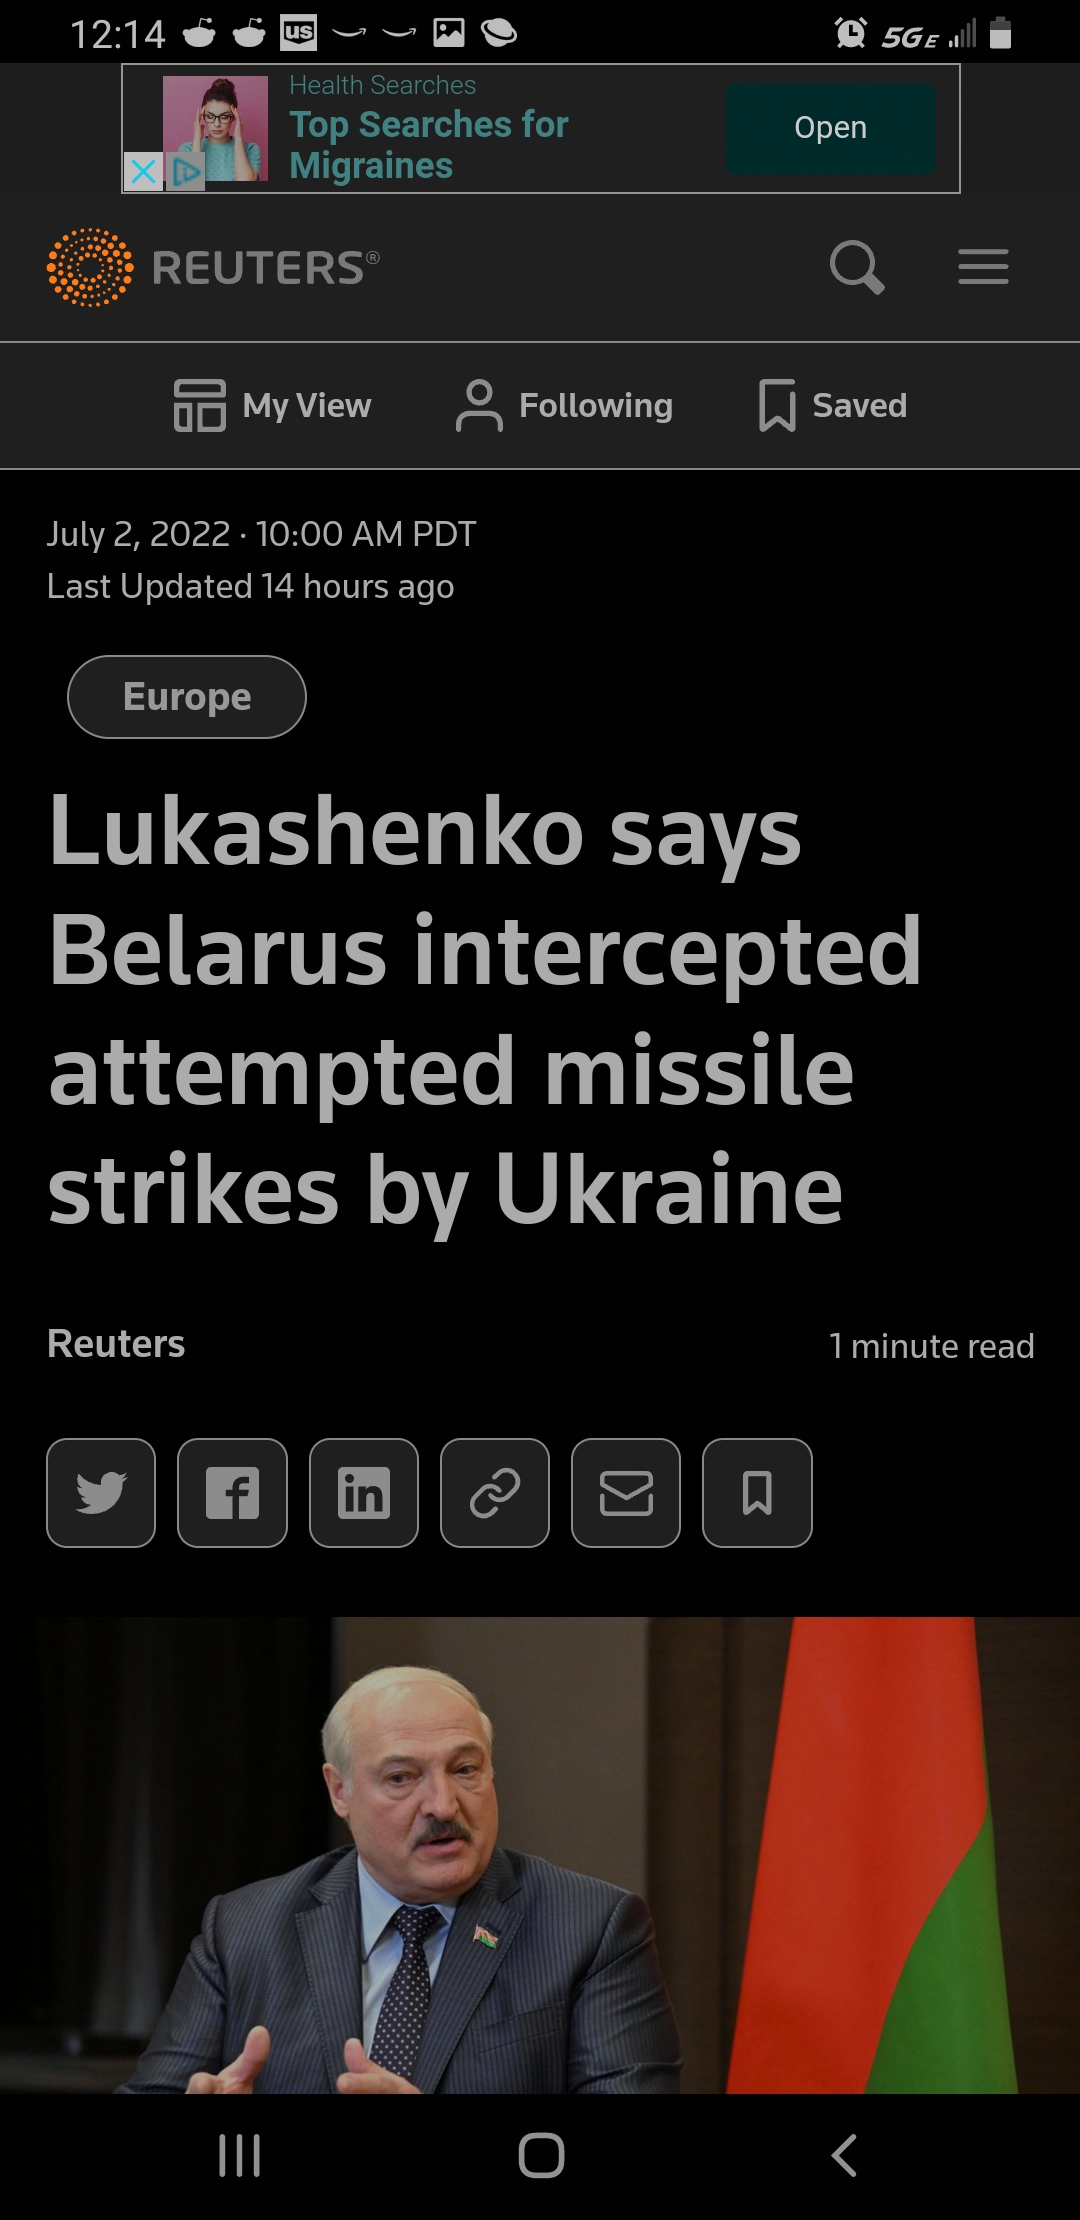 12:14
us
5G E
Health Searches
Top Searches for
Migraines
Open
REUTERS®
My View
Following
Saved
July 2, 2022 · 10:00 AM PDT
Last Updated 14 hours ago
Europe
Lukashenko says
Belarus intercepted
attempted missile
strikes by Ukraine
Reuters
1 minute read
f
in